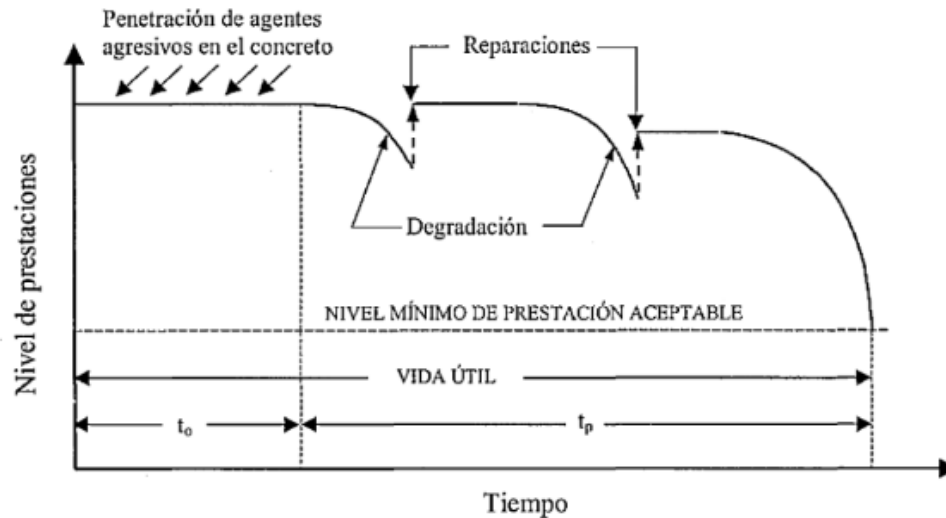 Penetración de agentes
agresivos en el concreto
Reparaciones
Degradación
Nivel de prestaciones
NIVEL MÍNIMO DE PRESTACIÓN ACEPTABLE
VIDA ÚTIL
to
tp
Tiempo